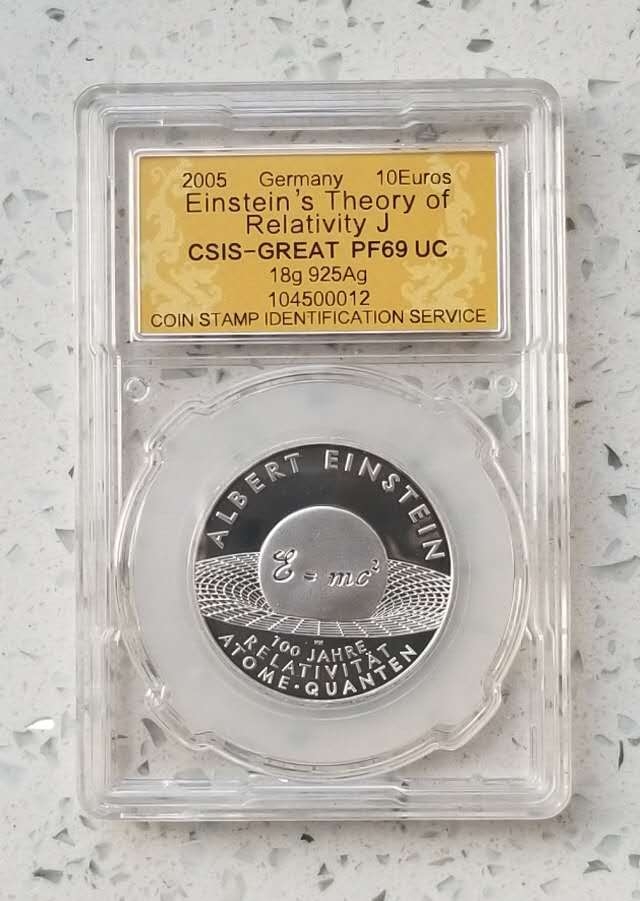 2005 Germany 10Euros
Einstein's Theory of
Relativity J
CSIS-GREAT PF69 UC
18g 925Ag
104500012
COIN STAMP IDENTIFICATION SERVICE
ALBERT EINSTEIN
E = mc²
100 JAHRE
RELATIVITÄT
ATOME·QUANTEN